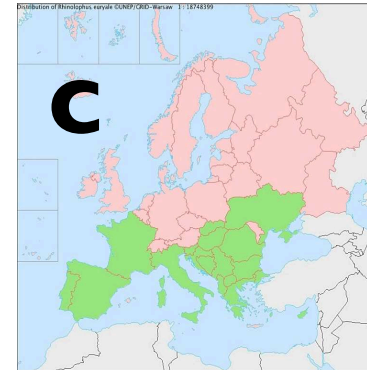 Distribution of Rhinolophus euryale ©UNEP/GRID-Warsaw 1 : 18748399
C